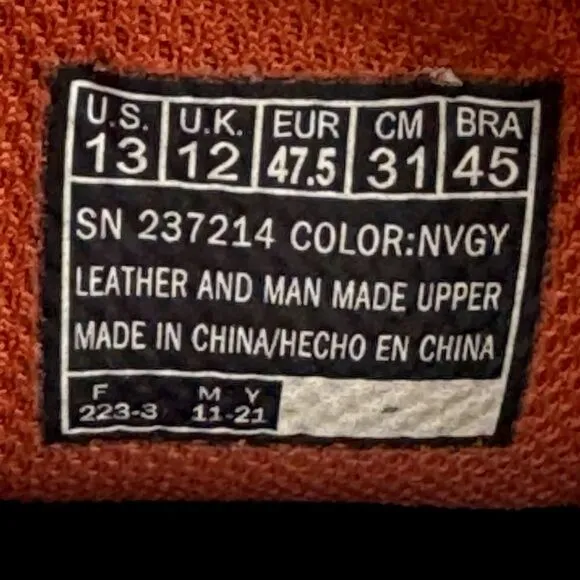 U.S. U.K. EUR CM BRA
13 12 47.5 31 45
SN 237214 COLOR:NVGY
LEATHER AND MAN MADE UPPER
MADE IN CHINA/HECHO EN CHINA
F M Y
223-3 11-21